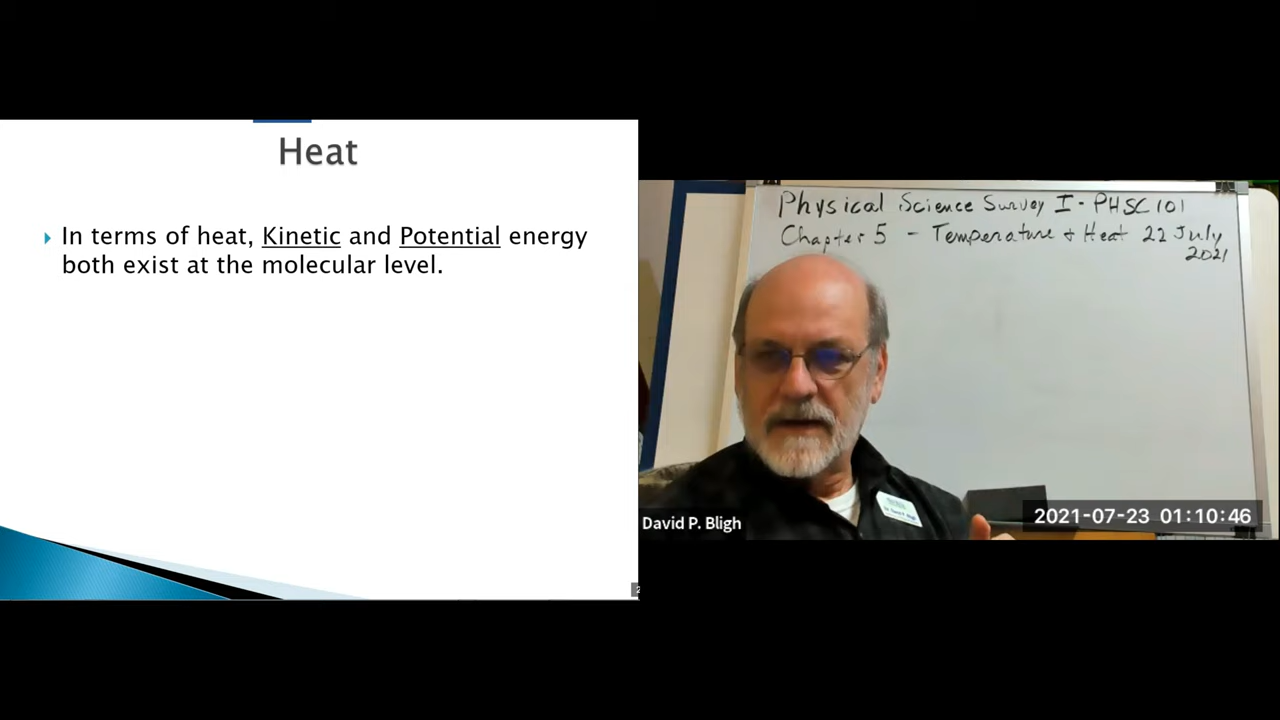 Heat
In terms of heat, Kinetic and Potential energy
both exist at the molecular level.
Physical Science Survey I - PHSC 101
Chapter 5 - Temperature + Heat 22 July
2021
David P. Bligh
2021-07-23 01:10:46